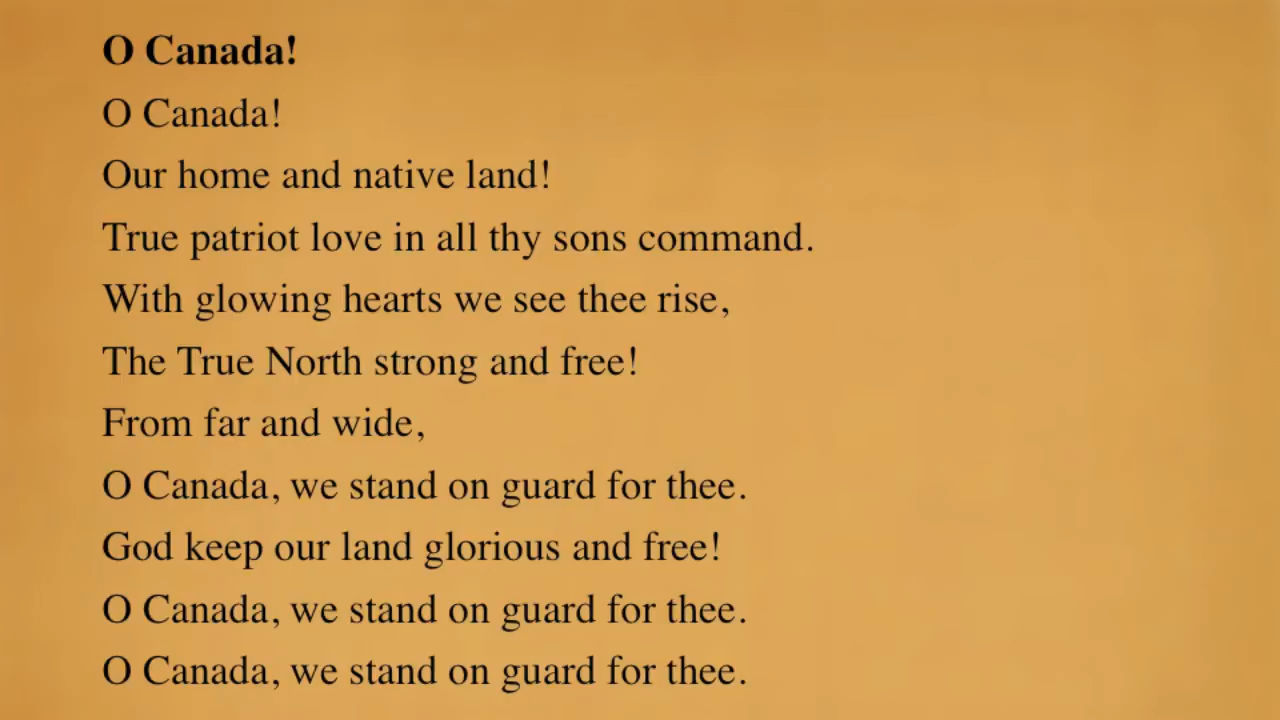 O Canada!
O Canada!
Our home and native land!
True patriot love in all thy sons command.
With glowing hearts we see thee rise,
The True North strong and free!
From far and wide,
O Canada, we stand on guard for thee.
God keep our land glorious and free!
O Canada, we stand on guard for thee.
O Canada, we stand on guard for thee.